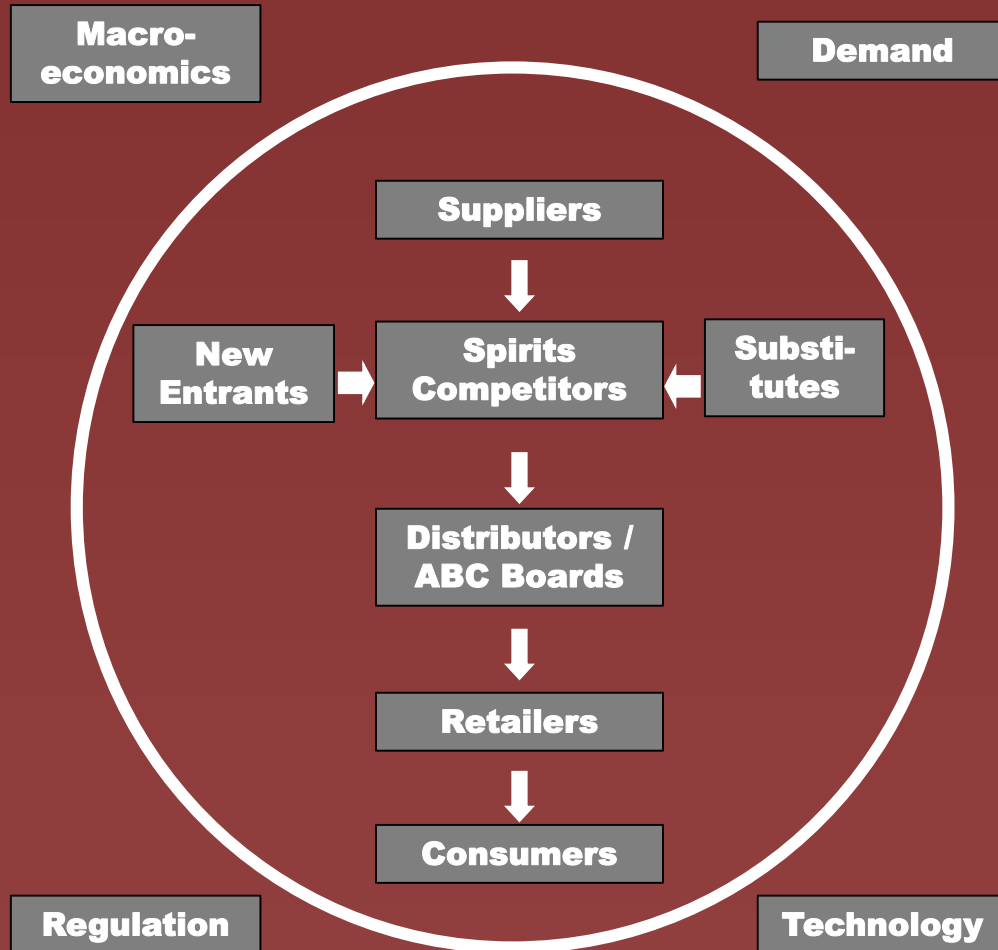 Macro-
economics
Demand
Suppliers
New
Entrants
Spirits
Competitors
Substi-
tutes
Distributors /
ABC Boards
Retailers
Consumers
Regulation
Technology